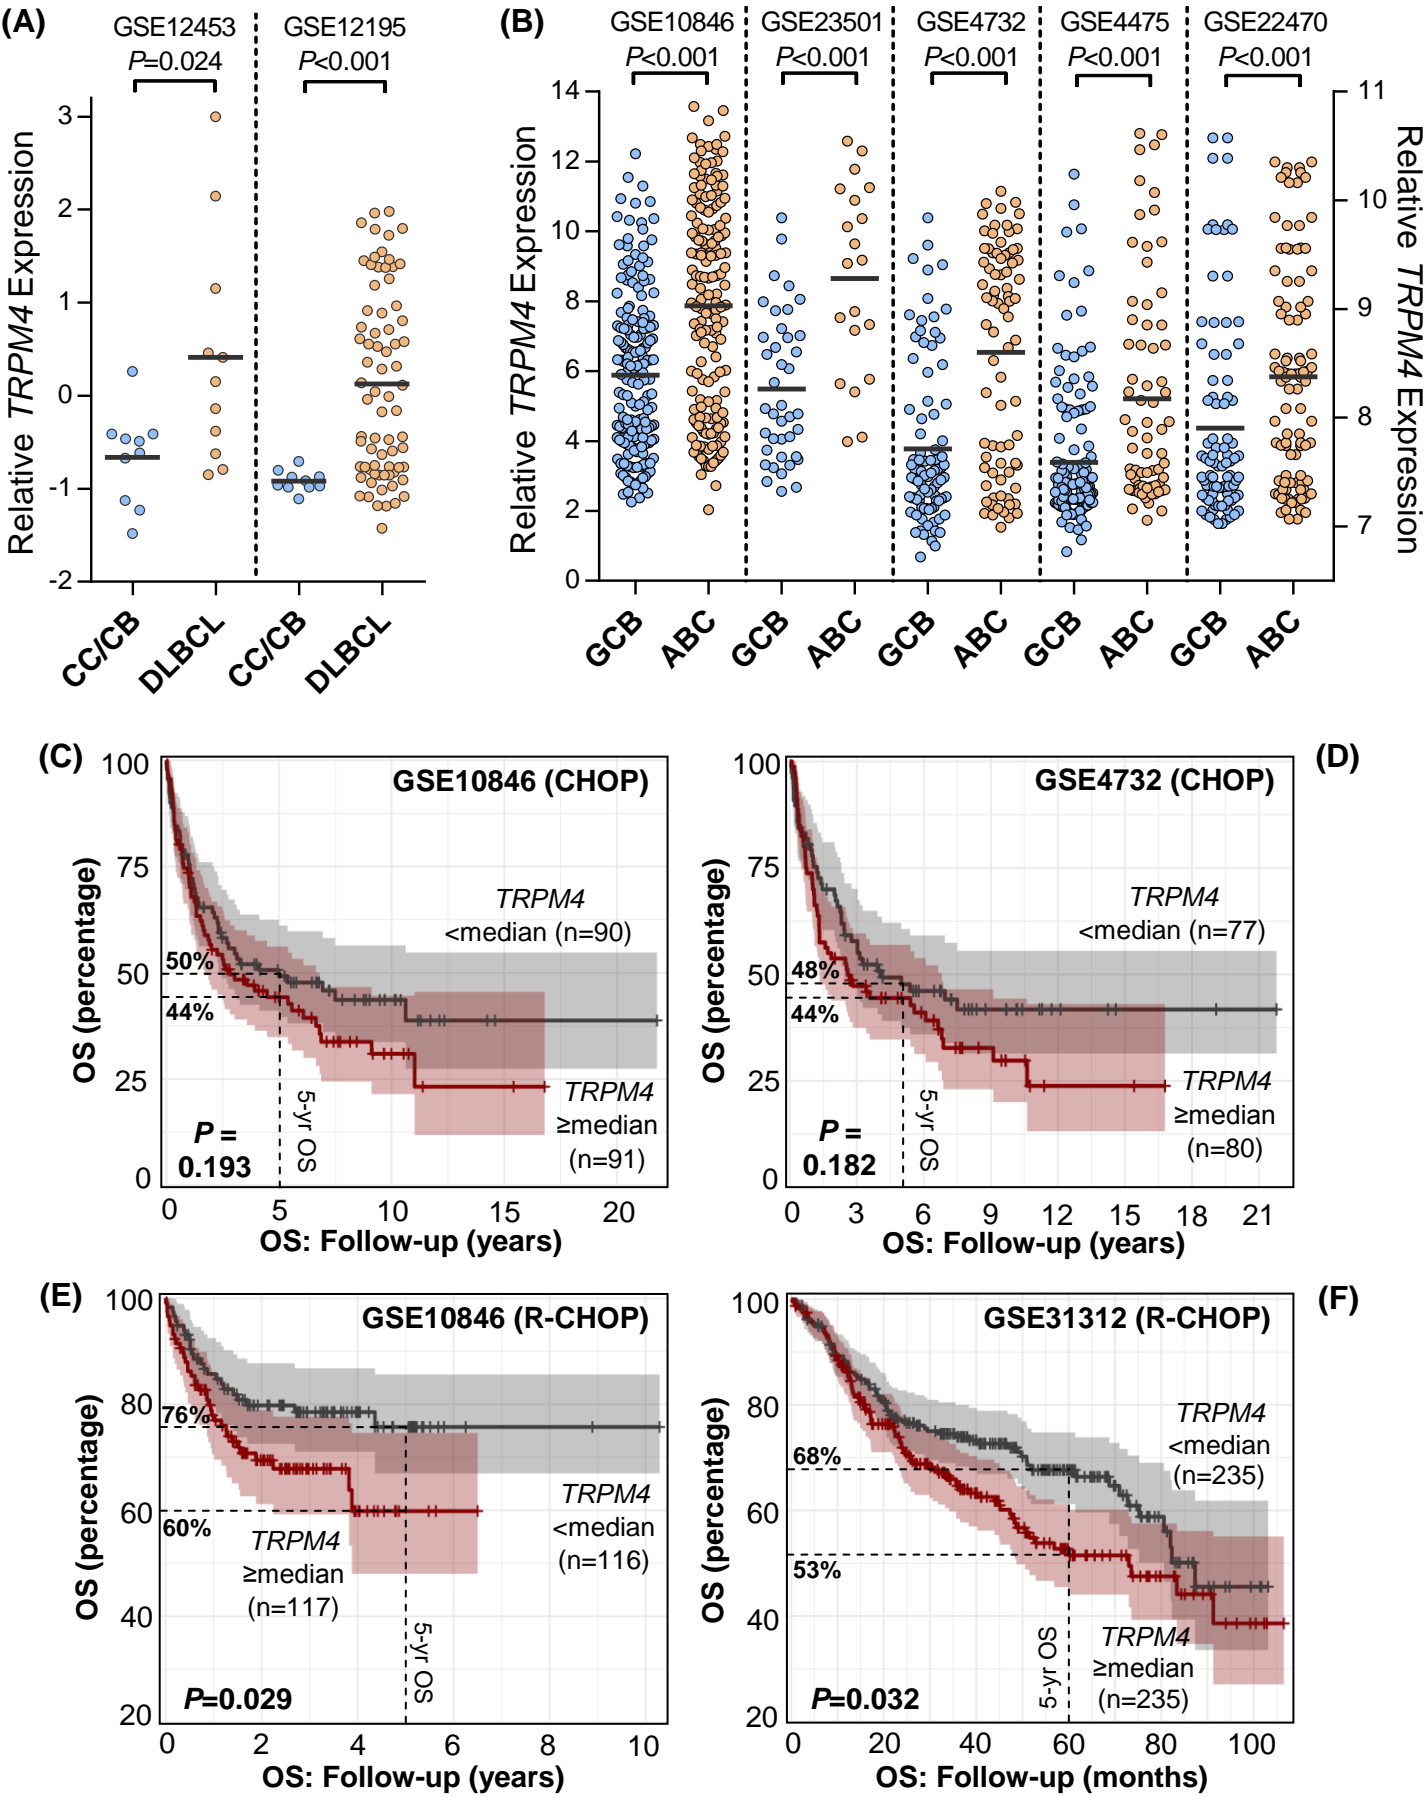 (A)
GSE12453
P=0.024
GSE12195
P<0.001
Relative TRPM4 Expression
3
2
1
0
-1
-2
CC/CB
DLBCL
CC/CB
DLBCL
(B)
GSE10846
P<0.001
GSE23501
P<0.001
GSE4732
P<0.001
GSE4475
P<0.001
GSE22470
P<0.001
Relative TRPM4 Expression
14
12
10
8
6
4
2
0
11
10
9
8
7
Relative TRPM4 Expression
GCB
ABC
GCB
ABC
GCB
ABC
GCB
ABC
GCB
ABC
(C)
GSE10846 (CHOP)
OS (percentage)
100
75
50
25
0
TRPM4
<median (n=90)
50%
44%
TRPM4
≥median
(n=91)
5-yr OS
P =
0.193
0
5
10
15
20
OS: Follow-up (years)
(D)
GSE4732 (CHOP)
OS (percentage)
100
75
50
25
0
TRPM4
<median (n=77)
48%
44%
TRPM4
≥median
(n=80)
5-yr OS
P =
0.182
0
3
6
9
12
15
18
21
OS: Follow-up (years)
(E)
GSE10846 (R-CHOP)
OS (percentage)
100
80
60
40
20
76%
60%
TRPM4
<median
(n=116)
TRPM4
≥median
(n=117)
5-yr OS
P=0.029
0
2
4
6
8
10
OS: Follow-up (years)
(F)
GSE31312 (R-CHOP)
OS (percentage)
100
80
60
40
20
TRPM4
<median
(n=235)
68%
53%
TRPM4
≥median
(n=235)
5-yr OS
P=0.032
0
20
40
60
80
100
OS: Follow-up (months)